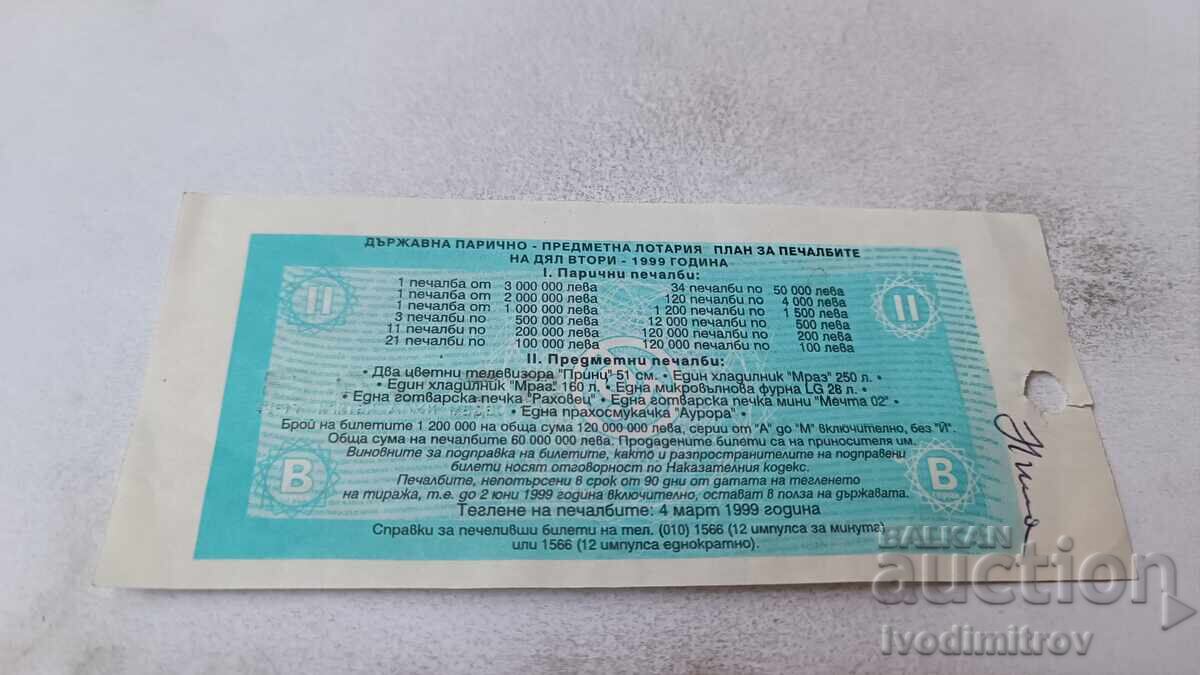 ДЪРЖАВНА ПАРИЧНО - ПРЕДМЕТНА ЛОТАРИЯ ПЛАН ЗА ПЕЧАЛБИТЕ
НА ДЯЛ ВТОРИ - 1999 ГОДИНА
I. Парични печалби:
1 печалба от 3 000 000 лева 34 печалби по 50 000 лева
1 печалба от 2 000 000 лева 120 печалби по 4 000 лева
1 печалба от 1 000 000 лева 1 200 печалби по 1 500 лева
3 печалби по 500 000 лева 12 000 печалби по 500 лева
11 печалби по 200 000 лева 120 000 печалби по 200 лева
21 печалби по 100 000 лева 120 000 печалби по 100 лева
II
II
II. Предметни печалби:
• Два цветни телевизора "Принц" 51 см. • Един хладилник "Мраз" 250 л. •
• Един хладилник "Мраз" 160 л. • Една микровълнова фурна LG 28 л. •
• Една готварска печка "Раховец" • Една готварска печка мини "Мечта 02" •
• Една прахосмукачка "Аурора" •
Брой на билетите 1 200 000 на обща сума 120 000 000 лева, серии от "А" до "М" включително, без "Й".
Обща сума на печалбите 60 000 000 лева. Продадените билети са на приносителя им.
Виновните за подправка на билетите, както и разпространителите на подправени
билети носят отговорност по Наказателния кодекс.
Печалбите, непотърсени в срок от 90 дни от датата на тегленето
на тиража, т.е. до 2 юни 1999 година включително, остават в полза на държавата.
В
В
Теглене на печалбите: 4 март 1999 година
Справки за печеливши билети на тел. (010) 1566 (12 импулса за минута)
или 1566 (12 импулса еднократно).
BALKAN
auction
Ivodimitrov